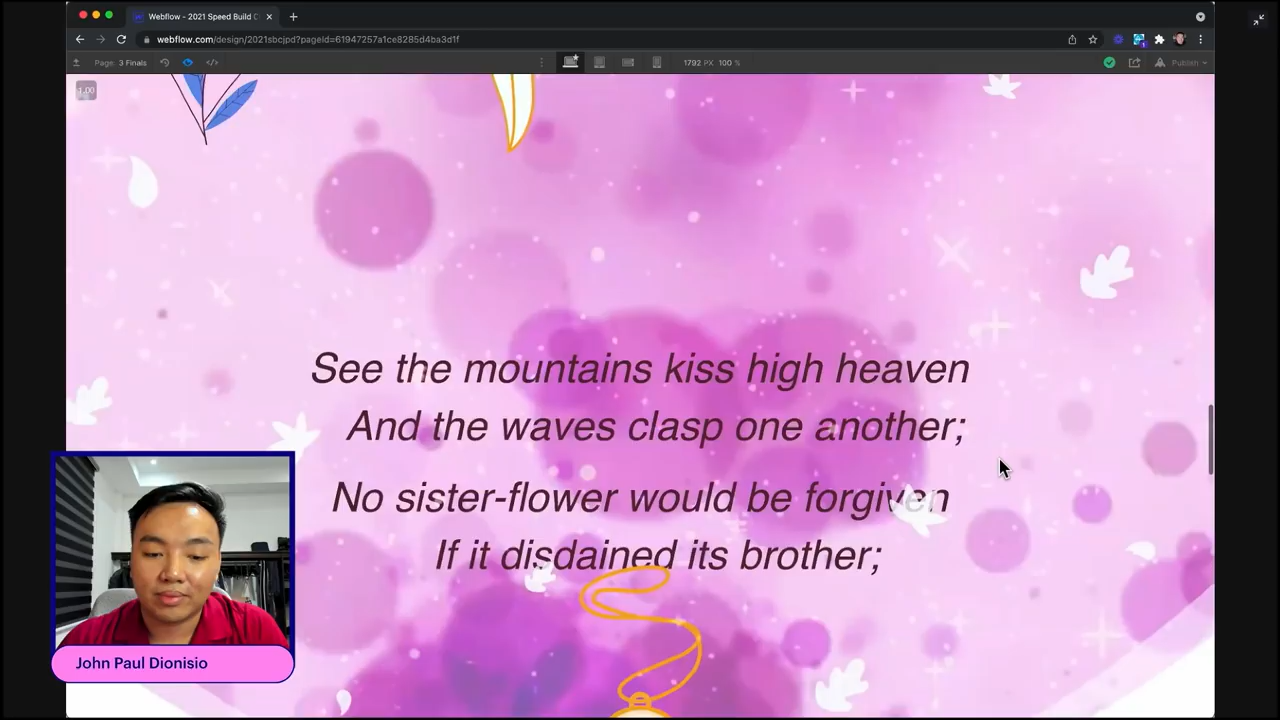 Webflow - 2021 Speed Build C
webflow.com/design/2021sbcjpd?pageId=61947257a1ce8285d4ba3d1f
Page: 3 Finals
1792 PX 100 %
Publish
1.00
See the mountains kiss high heaven
And the waves clasp one another;
No sister-flower would be forgiven
If it disdained its brother;
John Paul Dionisio